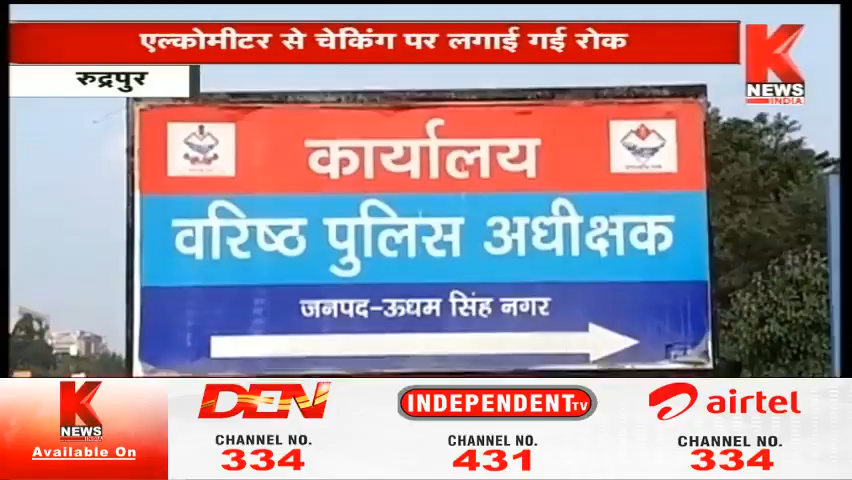 एल्कोमीटर से चेकिंग पर लगाई गई रोक
K
NEWS
INDIA
रुद्रपुर
कार्यालय
वरिष्ठ पुलिस अधीक्षक
जनपद-ऊधम सिंह नगर
K
NEWS
INDIA
Available On
DEN
CHANNEL NO.
334
INDEPENDENT TV
CHANNEL NO.
431
airtel
CHANNEL NO.
334